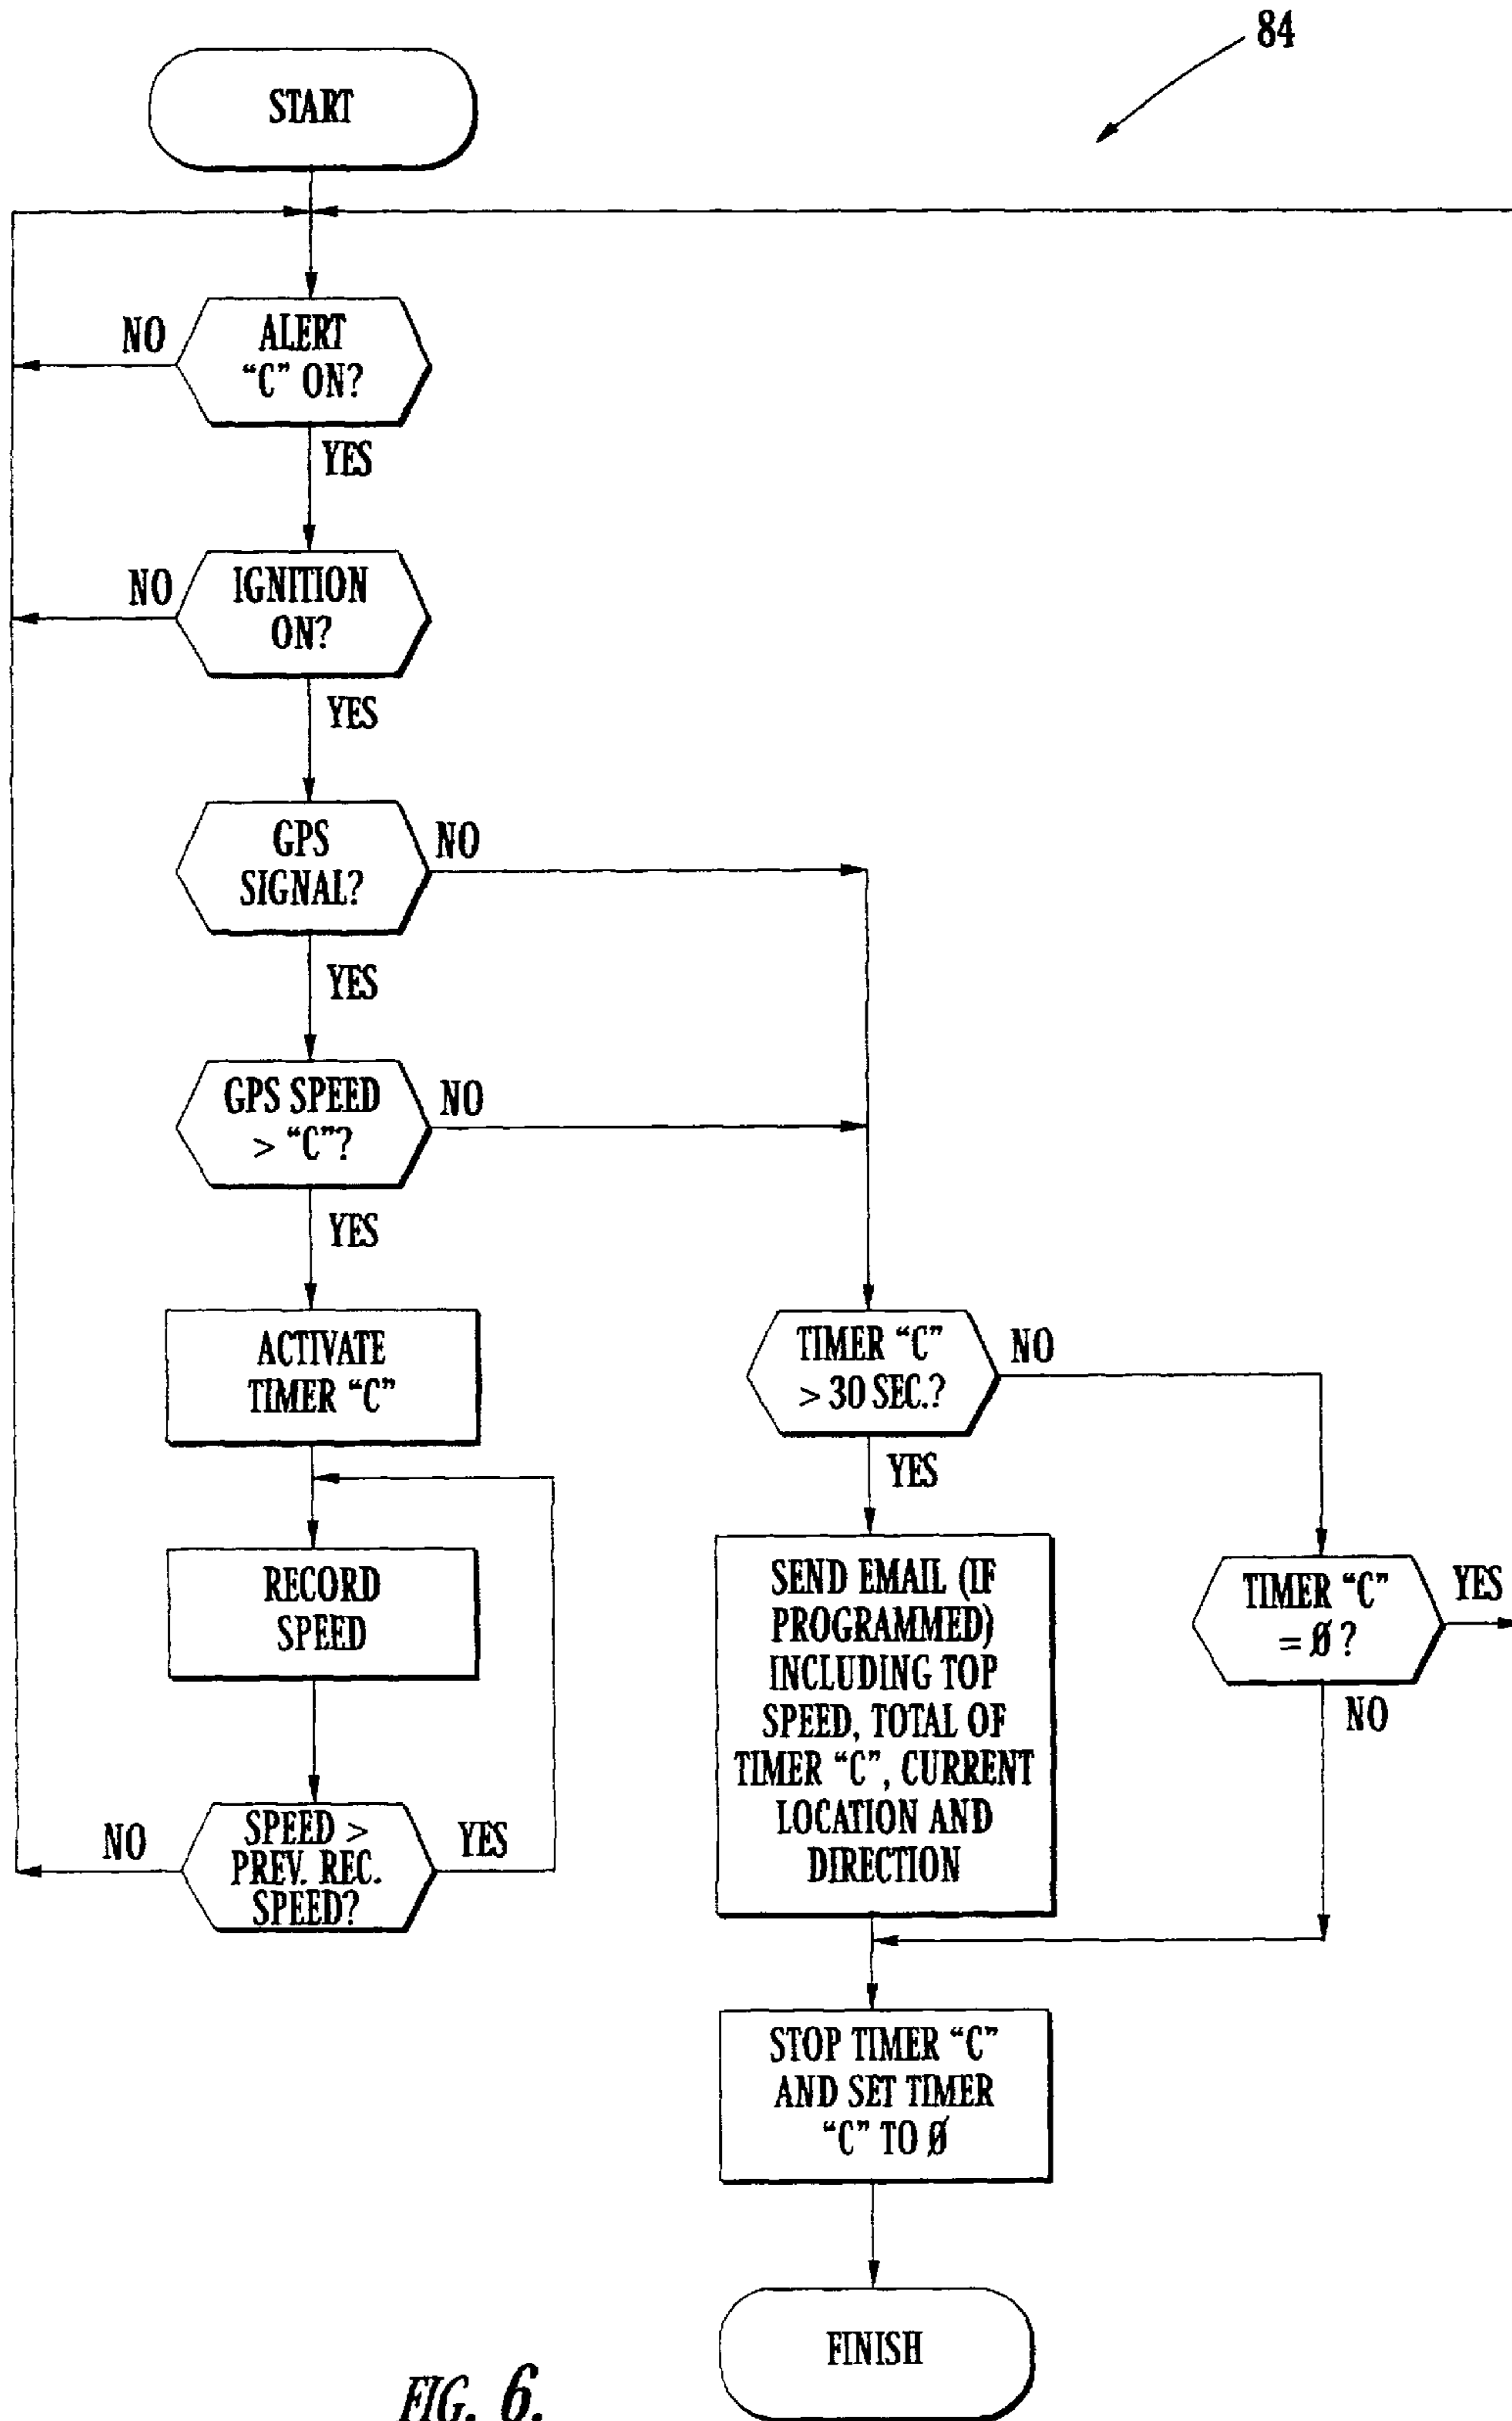 84
START
NO
ALERT
“C” ON?
YES
NO
IGNITION
ON?
YES
GPS
SIGNAL?
NO
YES
GPS SPEED
> “C”?
NO
YES
ACTIVATE
TIMER “C”
TIMER “C”
> 30 SEC.?
NO
YES
RECORD
SPEED
SEND EMAIL (IF
PROGRAMMED)
INCLUDING TOP
SPEED, TOTAL OF
TIMER “C”, CURRENT
LOCATION AND
DIRECTION
TIMER “C”
= Ø ?
YES
NO
NO
SPEED >
PREV. REC.
SPEED?
YES
STOP TIMER “C”
AND SET TIMER
“C” TO Ø
FINISH
FIG. 6.